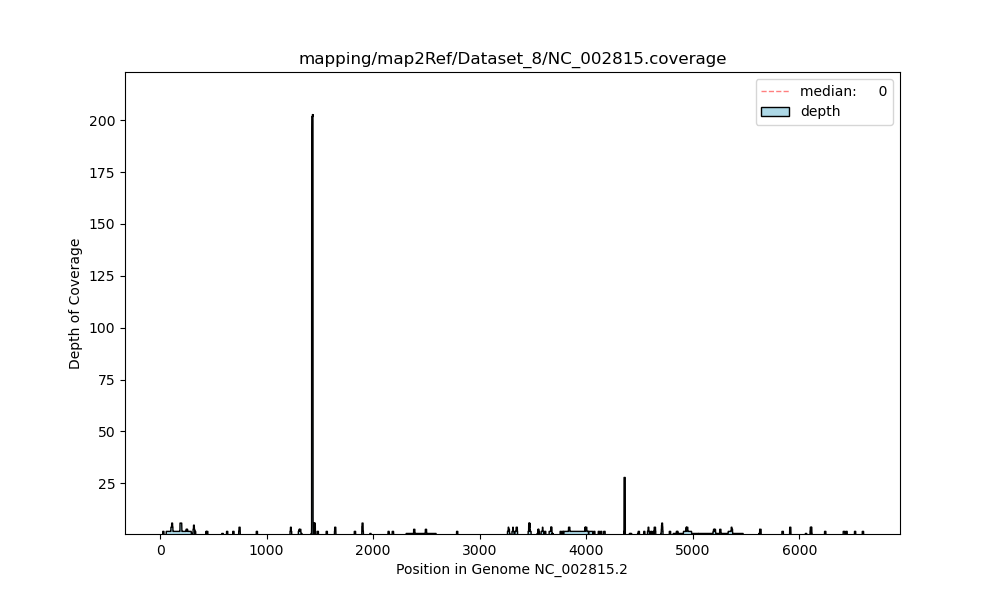 mapping/map2Ref/Dataset_8/NC_002815.coverage
median: 0
depth
200
175
150
125
100
75
50
25
Depth of Coverage
0 1000 2000 3000 4000 5000 6000
Position in Genome NC_002815.2